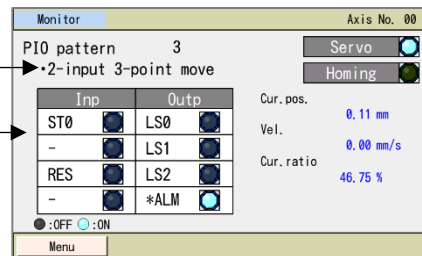 Monitor Axis No. 00
PIO pattern 3 Servo
・2-input 3-point move Homing
Inp Outp Cur.pos.
0.11 mm
ST0 LS0
Vel.
- LS1 0.00 mm/s
Cur.ratio
RES LS2 46.75 %
- *ALM
●:OFF ○:ON
Menu